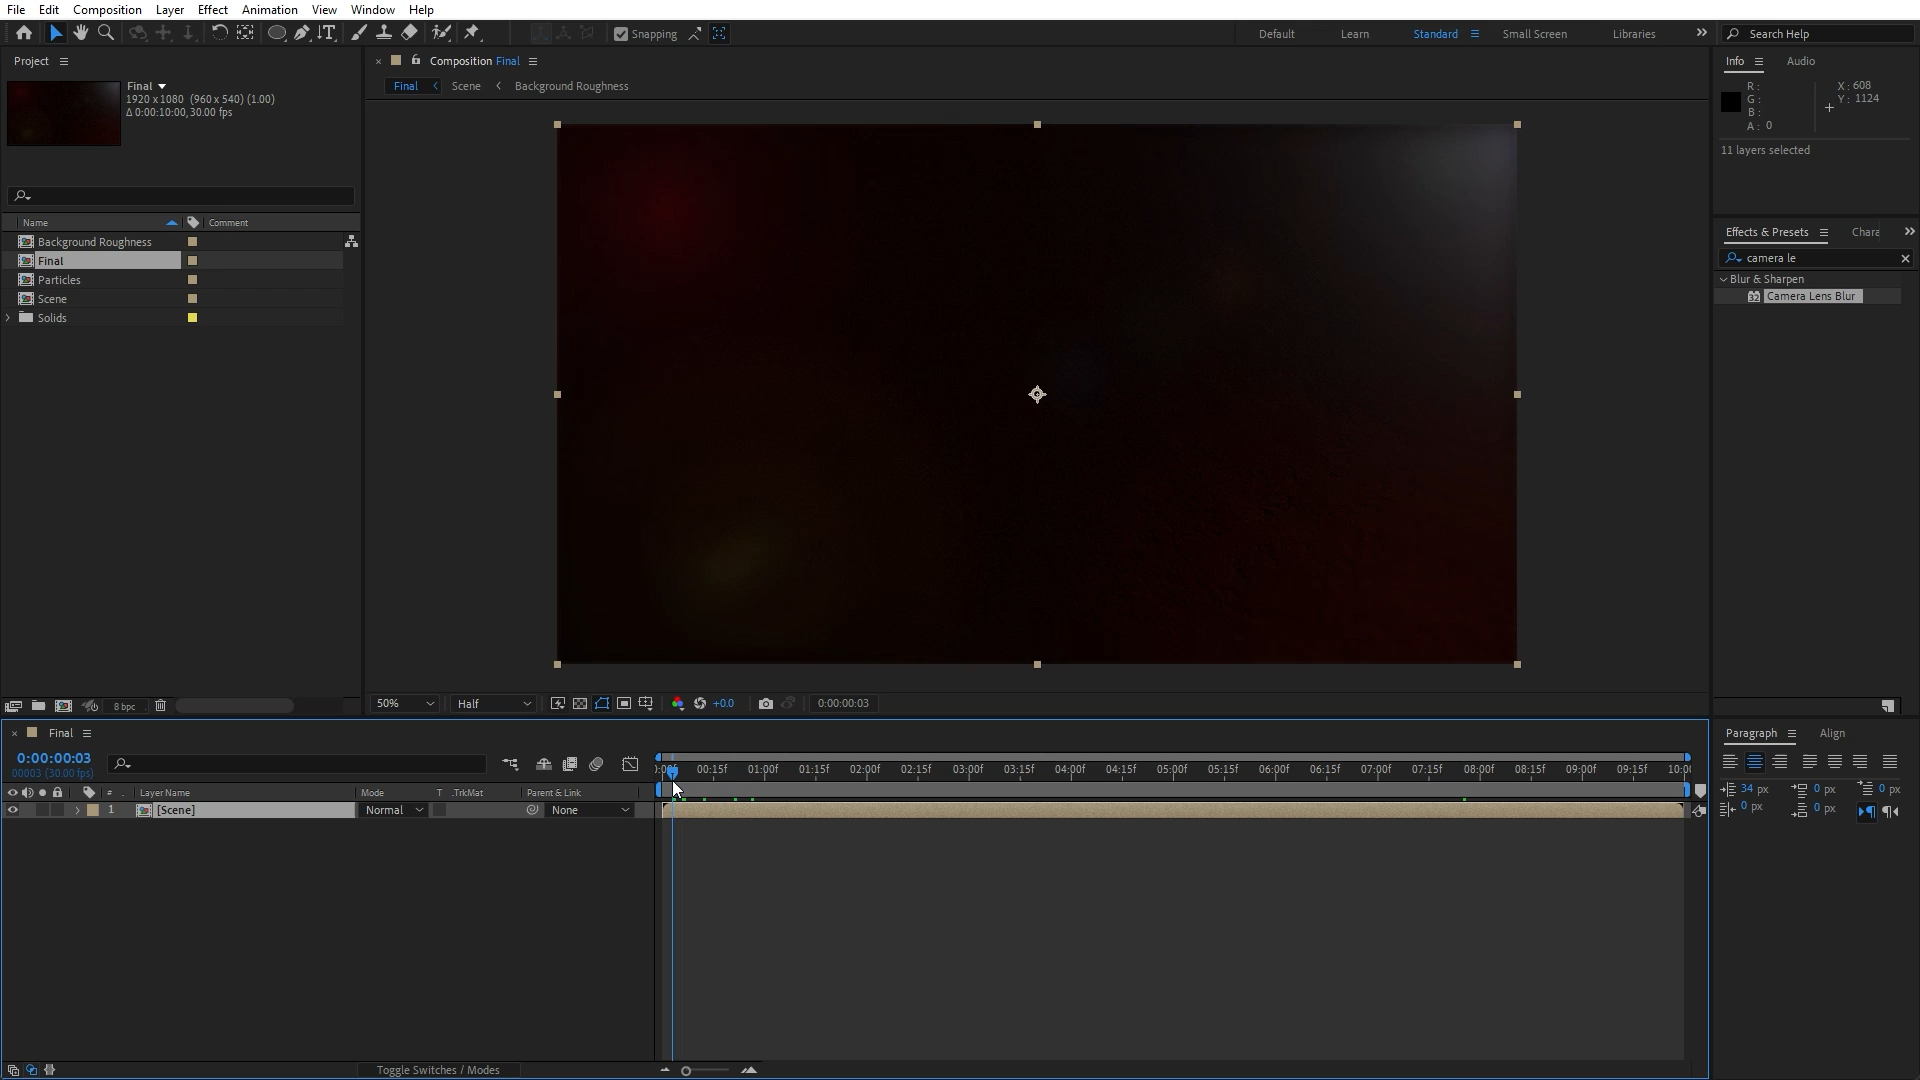 File Edit Composition Layer Effect Animation View Window Help
Snapping
Default Learn Standard Small Screen Libraries
Search Help
Project
Final
1920 x 1080 (960 x 540) (1.00)
Δ 0:00:10:00, 30.00 fps
Name Comment
Background Roughness
Final
Particles
Scene
Solids
8 bpc
Composition Final
Final Scene Background Roughness
50% Half +0.0 0:00:00:03
Info Audio
R :
G :
B :
A : 0
X : 608
Y : 1124
11 layers selected
Effects & Presets Chara
camera le
Blur & Sharpen
32 Camera Lens Blur
Final
0:00:00:03
00003 (30.00 fps)
# Layer Name Mode T .TrkMat Parent & Link
1 [Scene] Normal None
00:15f 01:00f 01:15f 02:00f 02:15f 03:00f 03:15f 04:00f 04:15f 05:00f 05:15f 06:00f 06:15f 07:00f 07:15f 08:00f 08:15f 09:00f 09:15f
Toggle Switches / Modes
Paragraph Align
34 px 0 px 0 px
0 px 0 px